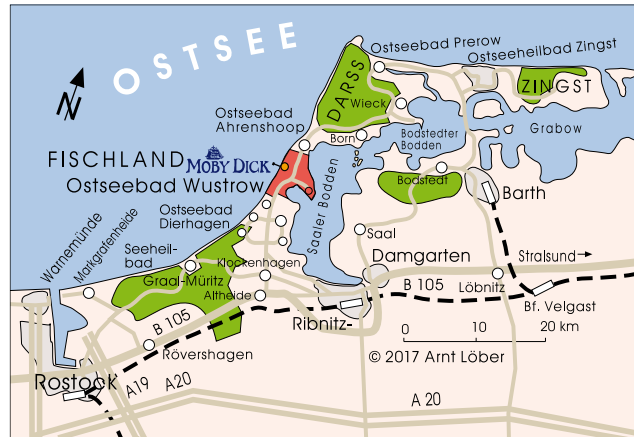 OSTSEE
N
Ostseebad Prerow
Ostseeheilbad Zingst
DARSS
ZINGST
Wieck
Ostseebad
Ahrenshoop
Born
Bodstedter
Bodden
Grabow
FISCHLAND
MOBY DICK
Ostseebad Wustrow
Saaler Bodden
Bodstedt
Barth
Ostseebad
Dierhagen
Saal
Warnemünde
Markgrafenheide
Seeheil-
bad
Graal-Müritz
Klockenhagen
Altheide
Damgarten
Stralsund→
B 105
Löbnitz
Bf. Velgast
B 105
Ribnitz-
0 10 20 km
Rövershagen
© 2017 Arnt Löber
Rostock
A19
A20
A 20